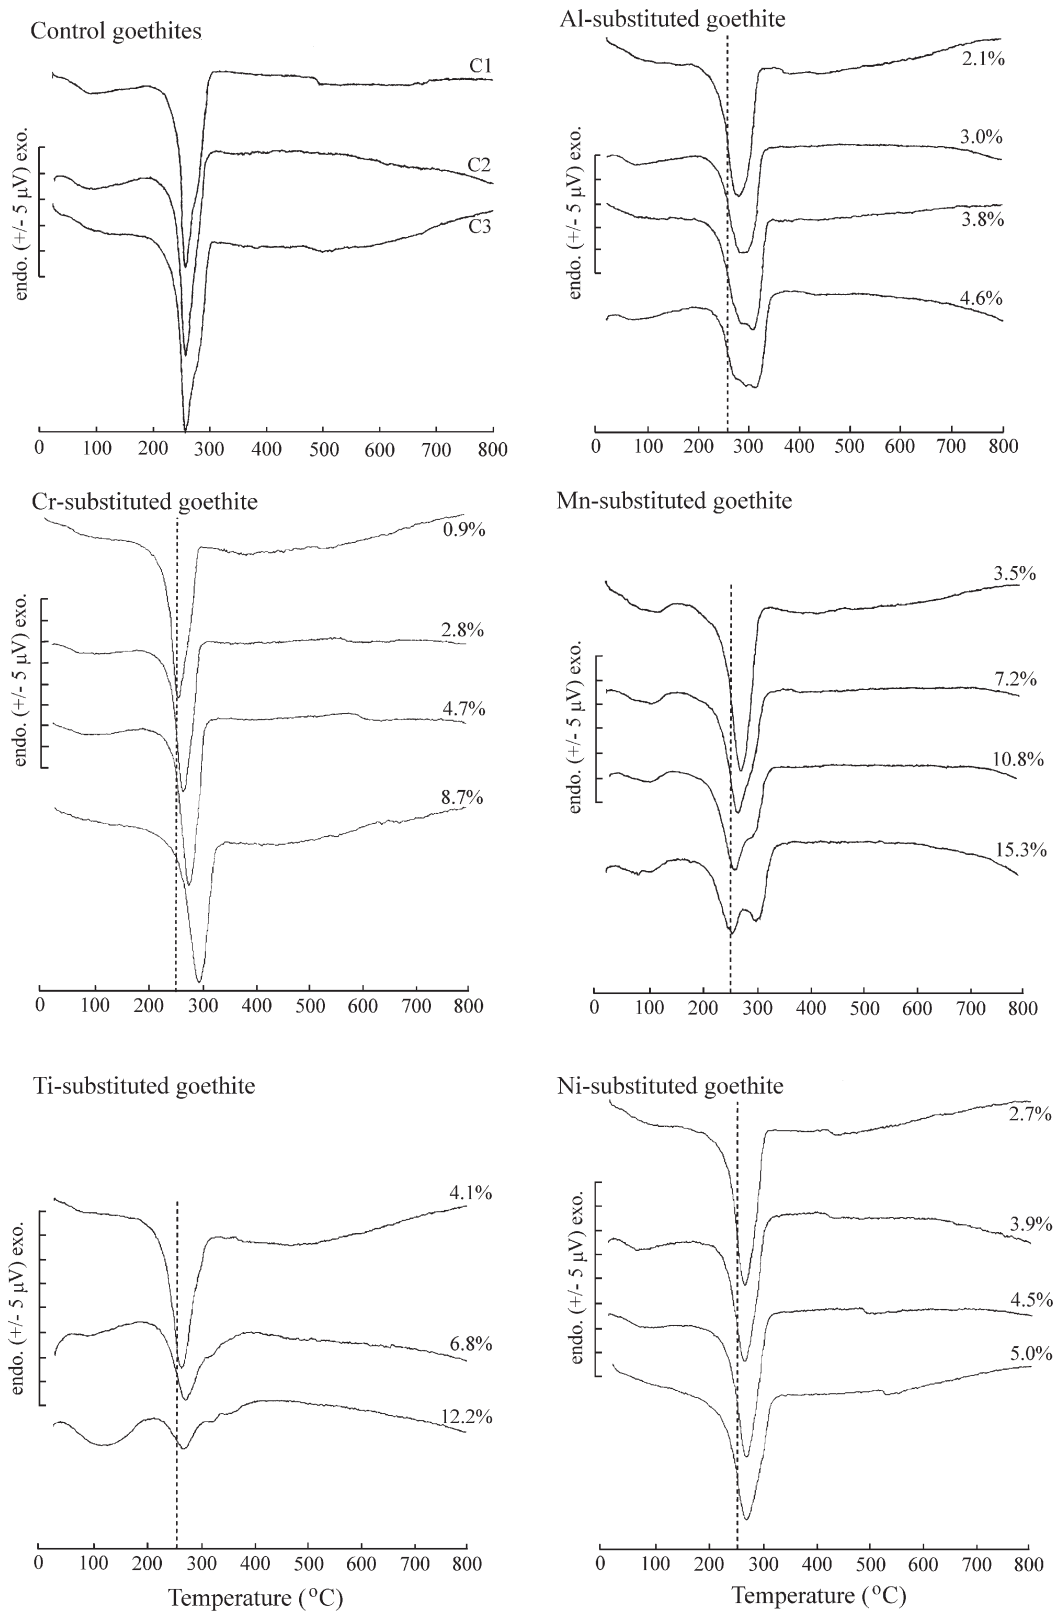 Control goethites
C1
C2
C3
endo. (+/- 5 µV) exo.
0 100 200 300 400 500 600 700 800
Al-substituted goethite
2.1%
3.0%
3.8%
4.6%
endo. (+/- 5 µV) exo.
0 100 200 300 400 500 600 700 800
Cr-substituted goethite
0.9%
2.8%
4.7%
8.7%
endo. (+/- 5 µV) exo.
0 100 200 300 400 500 600 700 800
Mn-substituted goethite
3.5%
7.2%
10.8%
15.3%
endo. (+/- 5 µV) exo.
0 100 200 300 400 500 600 700 800
Ti-substituted goethite
4.1%
6.8%
12.2%
endo. (+/- 5 µV) exo.
0 100 200 300 400 500 600 700 800
Temperature (°C)
Ni-substituted goethite
2.7%
3.9%
4.5%
5.0%
endo. (+/- 5 µV) exo.
0 100 200 300 400 500 600 700 800
Temperature (°C)